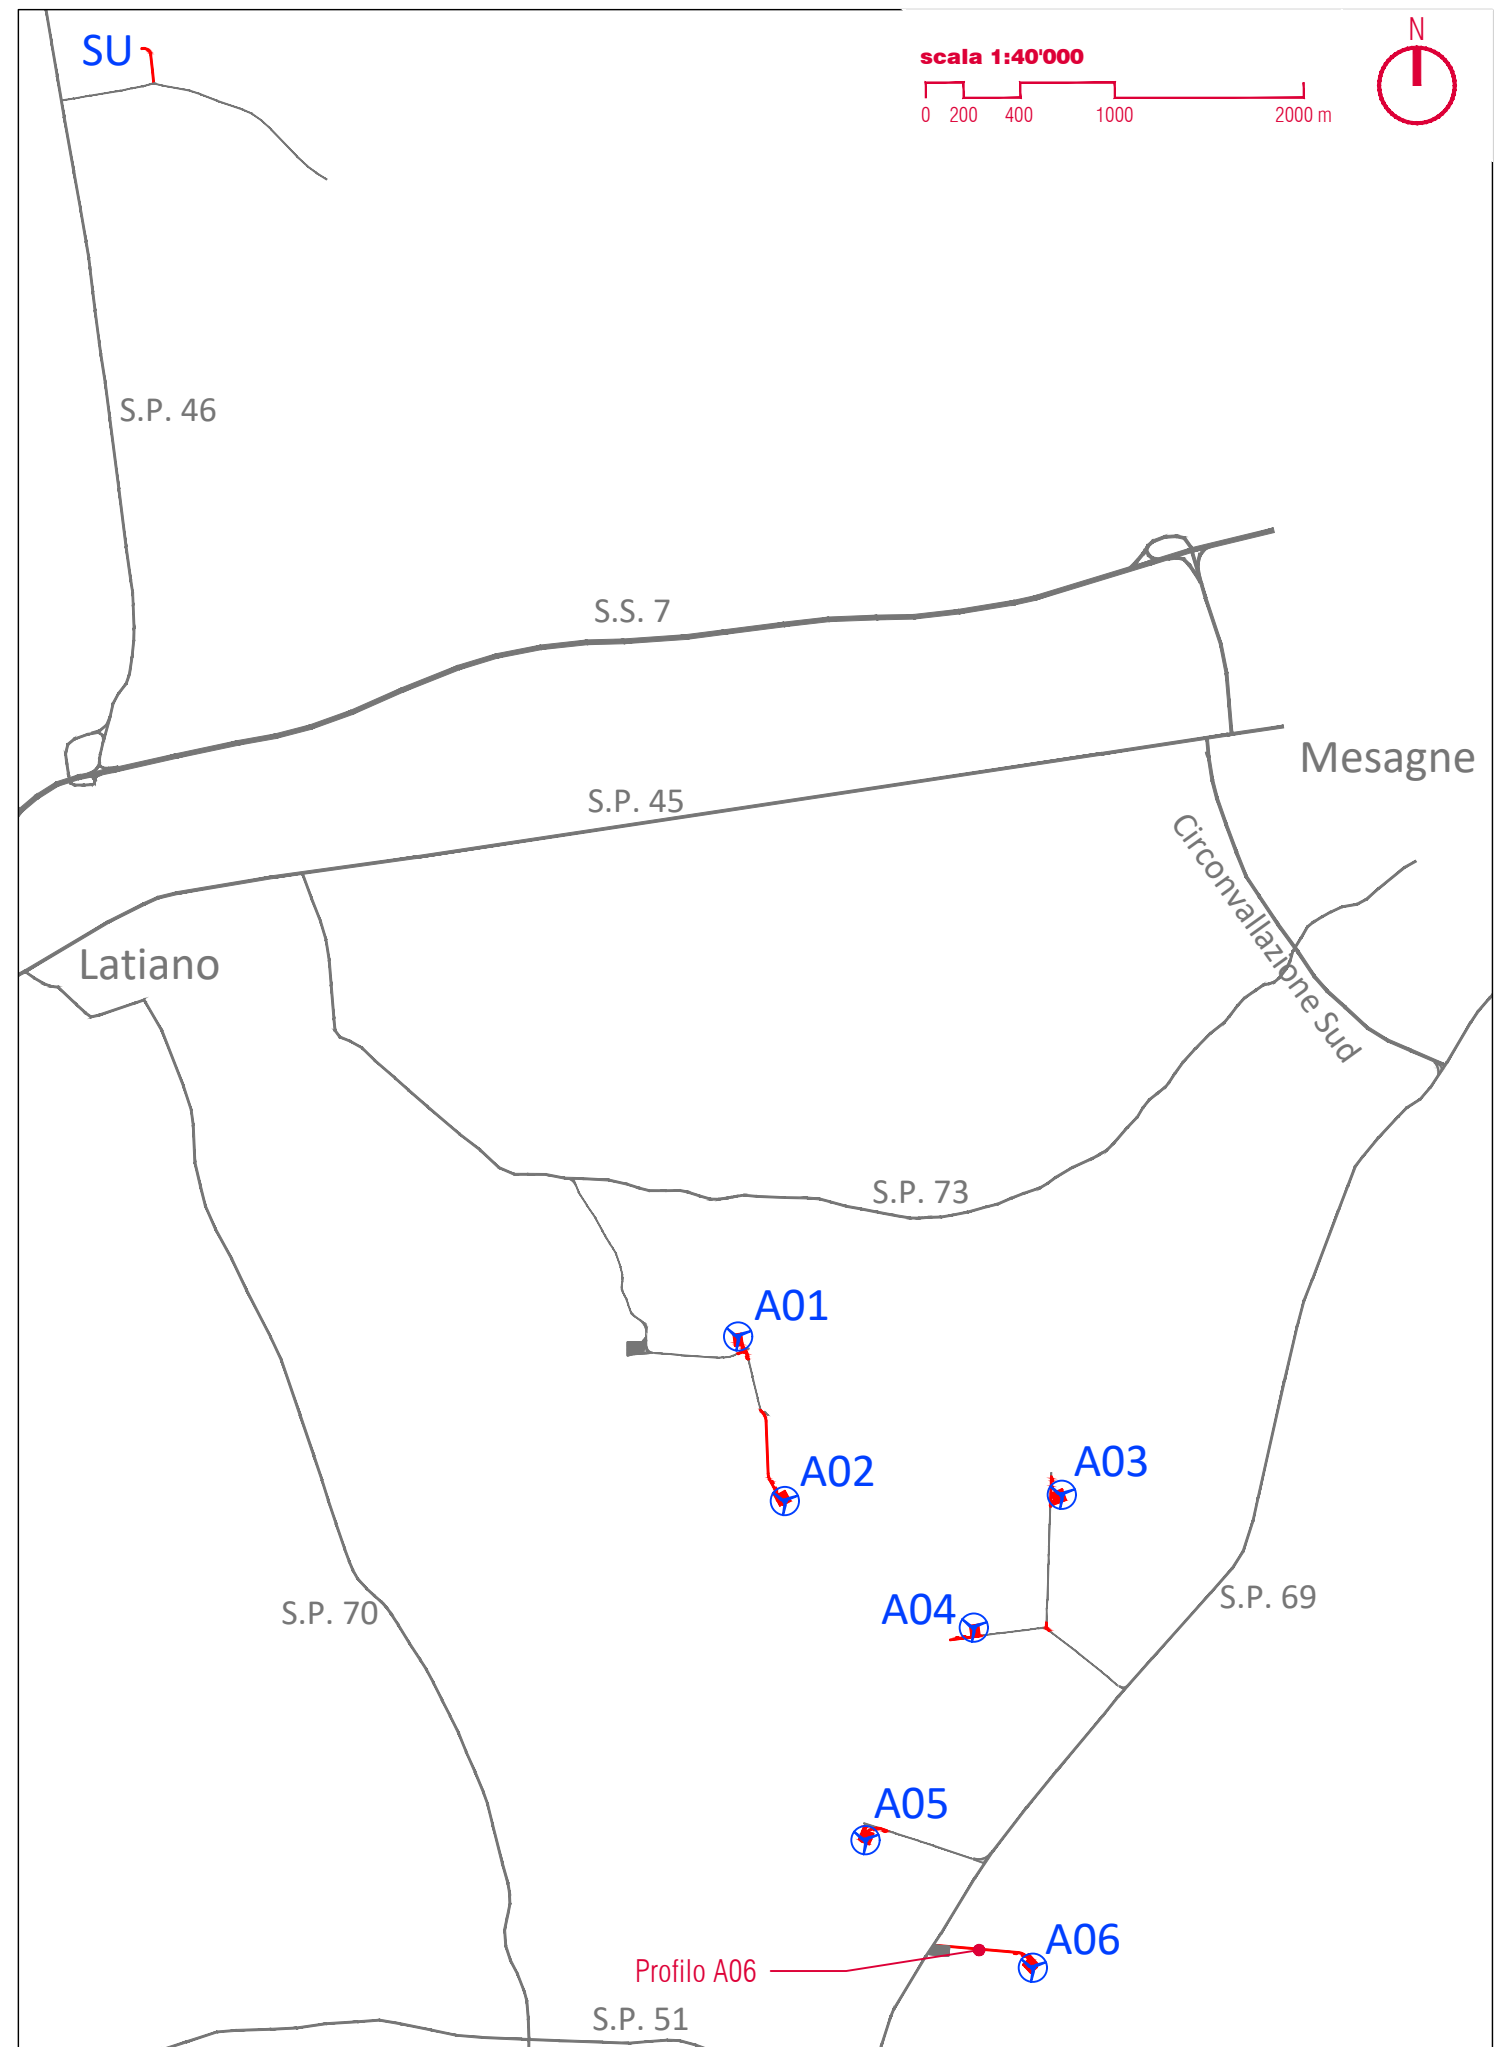 SU
scala 1:40'000
N
0 200 400 1000 2000 m
S.P. 46
S.S. 7
Mesagne
S.P. 45
Circonvallazione Sud
Latiano
S.P. 73
A01
A02
A03
A04
S.P. 69
S.P. 70
A05
A06
Profilo A06
S.P. 51